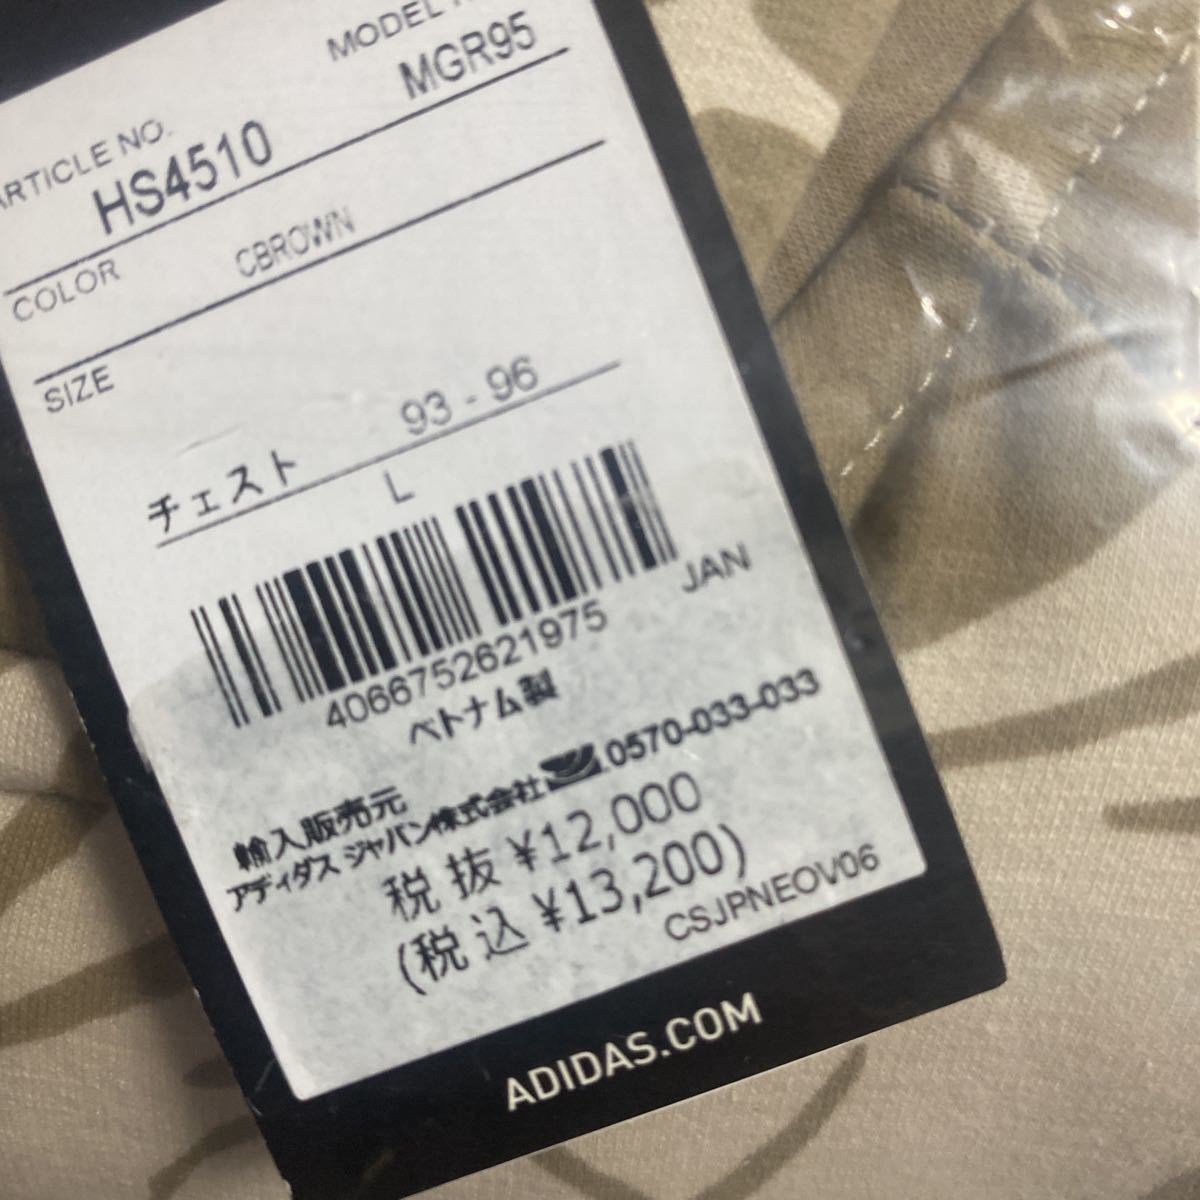 MODEL
MGR95
ARTICLE NO.
HS4510
COLOR CBROWN
SIZE
チェスト 93 - 96
L
JAN
4066752621975
ベトナム製
輸入販売元
アディダス ジャパン株式会社 0570-033-033
税抜 ¥12,000
(税込 ¥13,200)
CSJPNEOV06
ADIDAS.COM